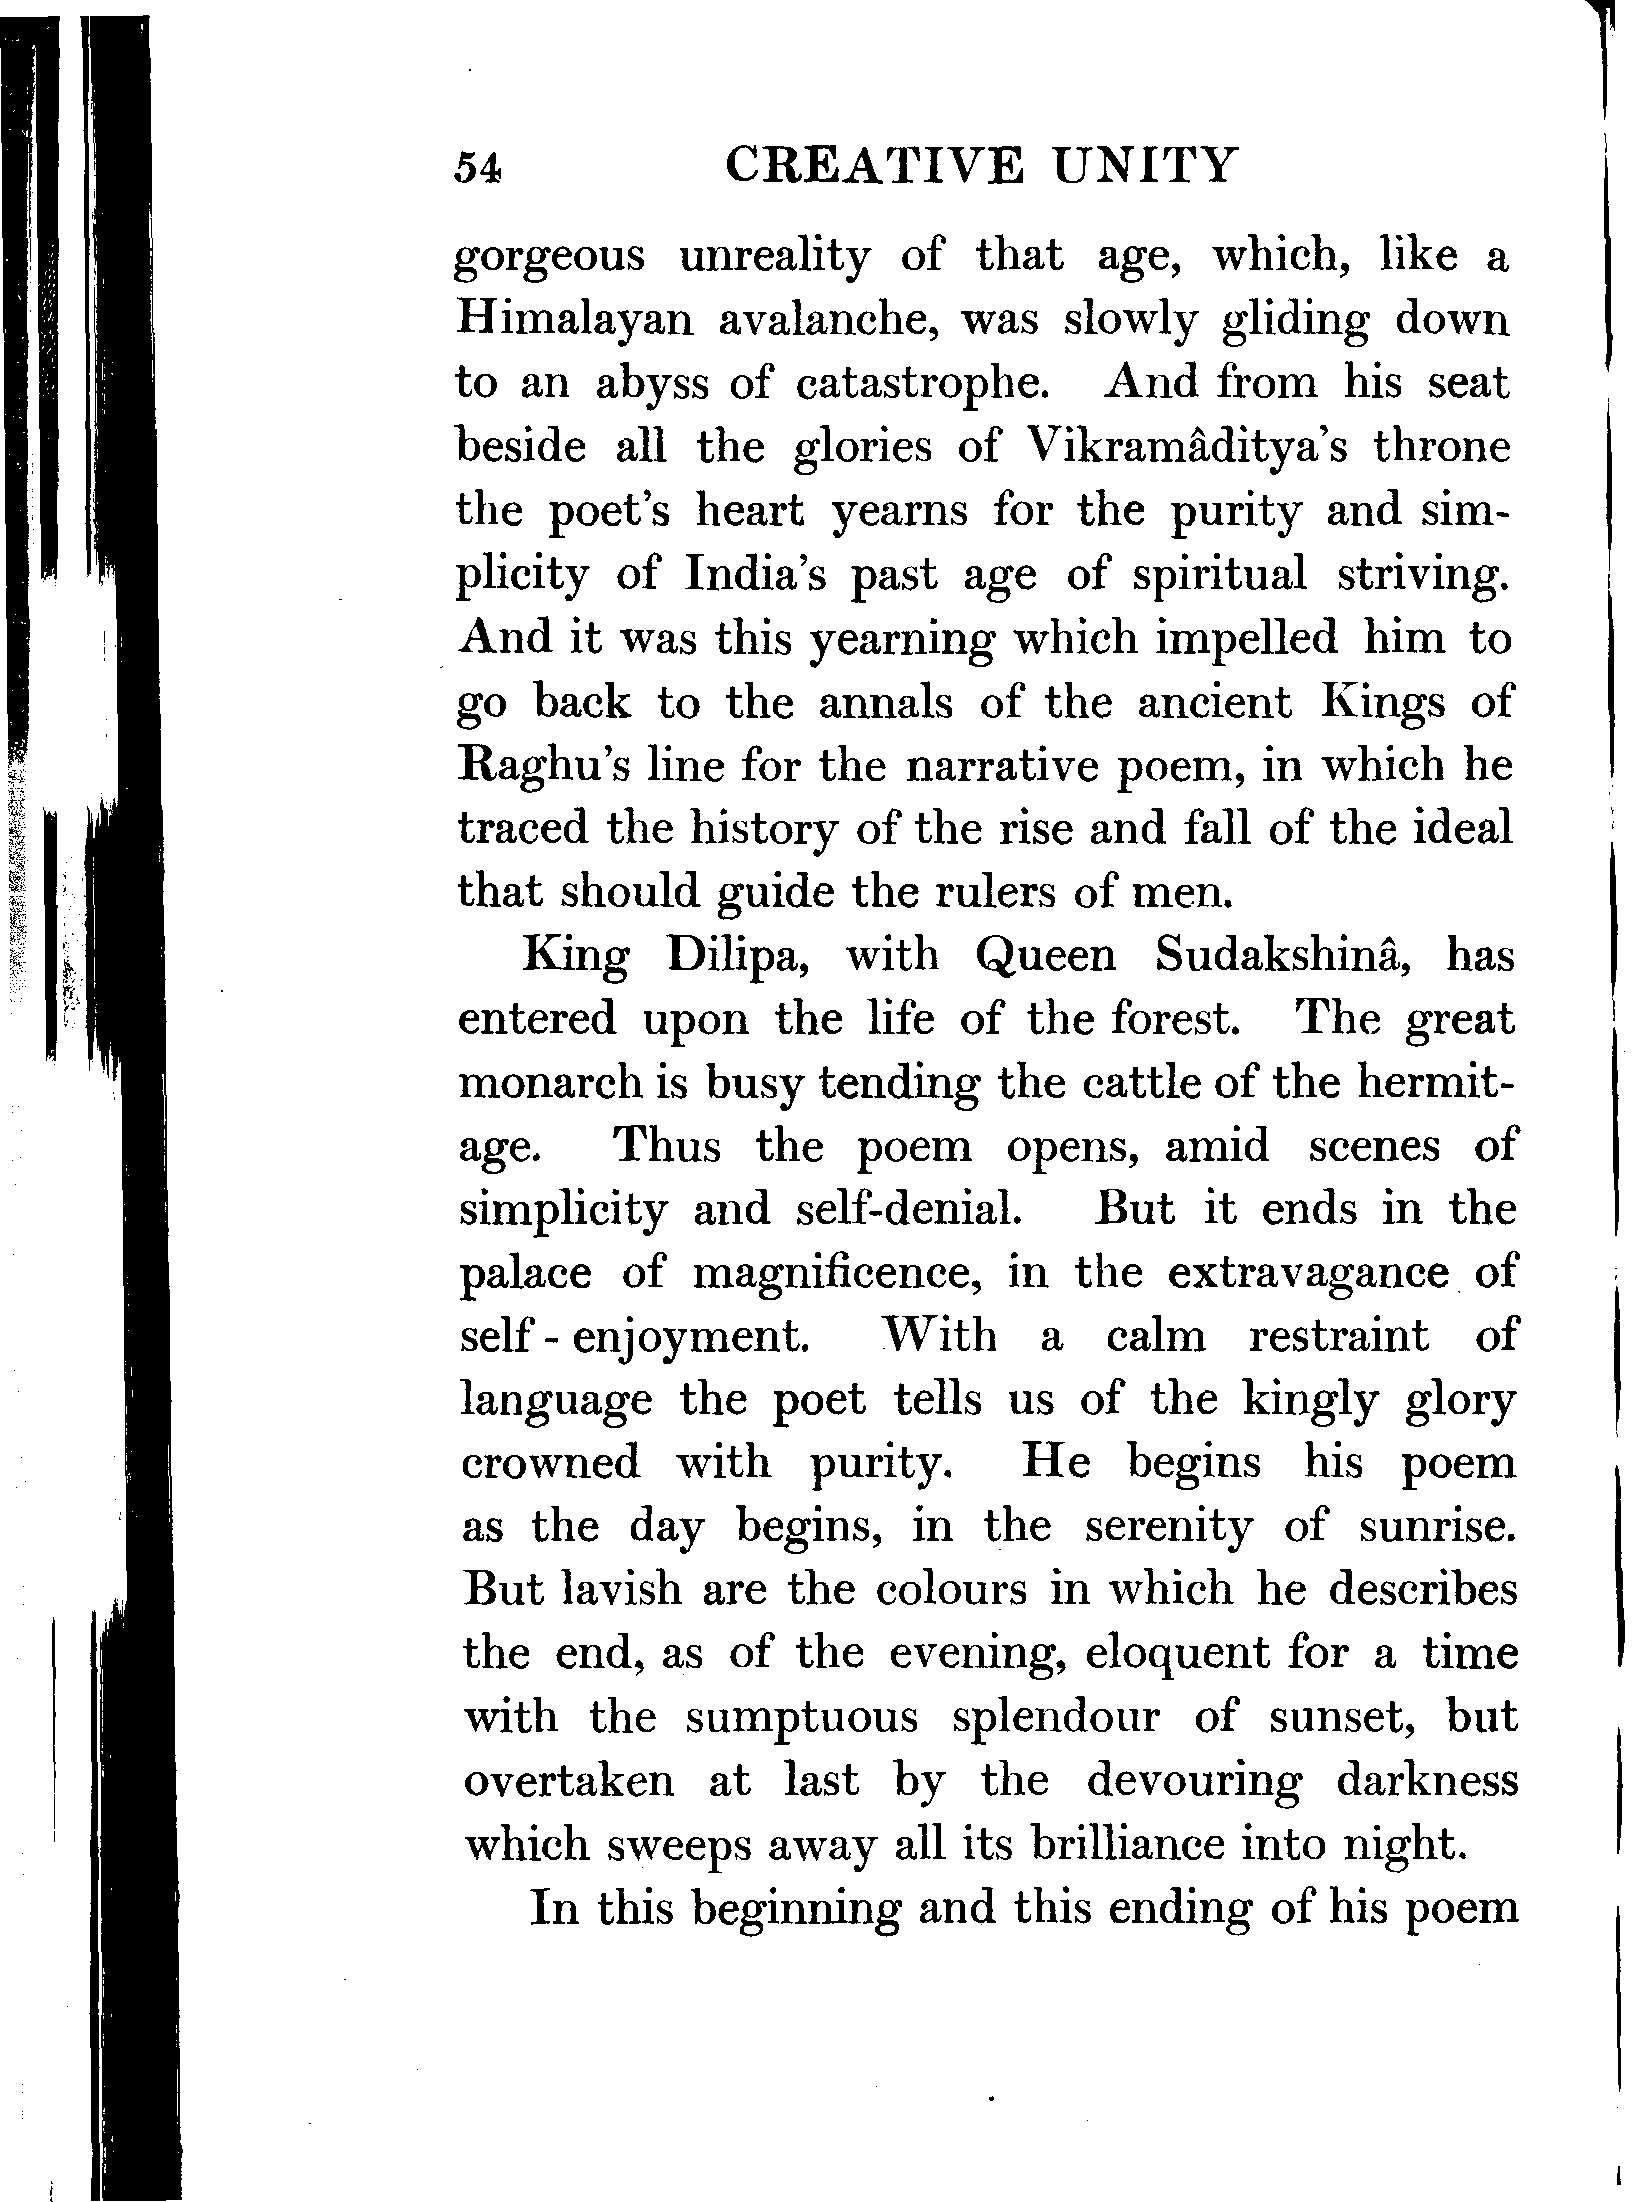 54 CREATIVE UNITY
gorgeous unreality of that age, which, like a
Himalayan avalanche, was slowly gliding down
to an abyss of catastrophe. And from his seat
beside all the glories of Vikramâditya's throne
the poet's heart yearns for the purity and sim-
plicity of India's past age of spiritual striving.
And it was this yearning which impelled him to
go back to the annals of the ancient Kings of
Raghu's line for the narrative poem, in which he
traced the history of the rise and fall of the ideal
that should guide the rulers of men.
King Dilipa, with Queen Sudakshinâ, has
entered upon the life of the forest. The great
monarch is busy tending the cattle of the hermit-
age. Thus the poem opens, amid scenes of
simplicity and self-denial. But it ends in the
palace of magnificence, in the extravagance of
self-enjoyment. With a calm restraint of
language the poet tells us of the kingly glory
crowned with purity. He begins his poem
as the day begins, in the serenity of sunrise.
But lavish are the colours in which he describes
the end, as of the evening, eloquent for a time
with the sumptuous splendour of sunset, but
overtaken at last by the devouring darkness
which sweeps away all its brilliance into night.
In this beginning and this ending of his poem